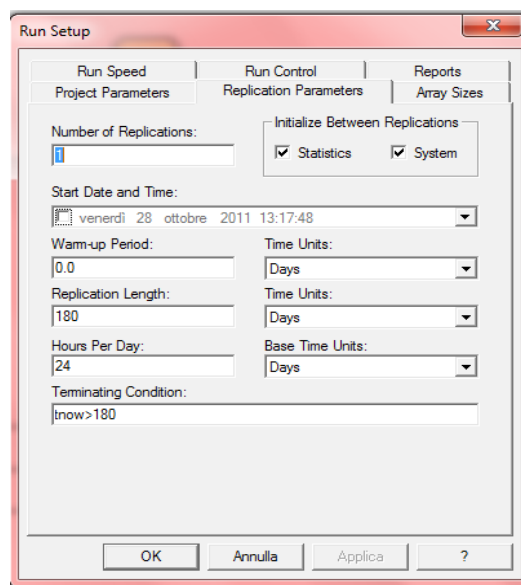 Run Setup
Run Speed Run Control Reports
Project Parameters Replication Parameters Array Sizes
Number of Replications:
1
Initialize Between Replications
Statistics System
Start Date and Time:
venerdì 28 ottobre 2011 13:17:48
Warm-up Period: Time Units:
0.0 Days
Replication Length: Time Units:
180 Days
Hours Per Day: Base Time Units:
24 Days
Terminating Condition:
tnow>180
OK Annulla Applica ?